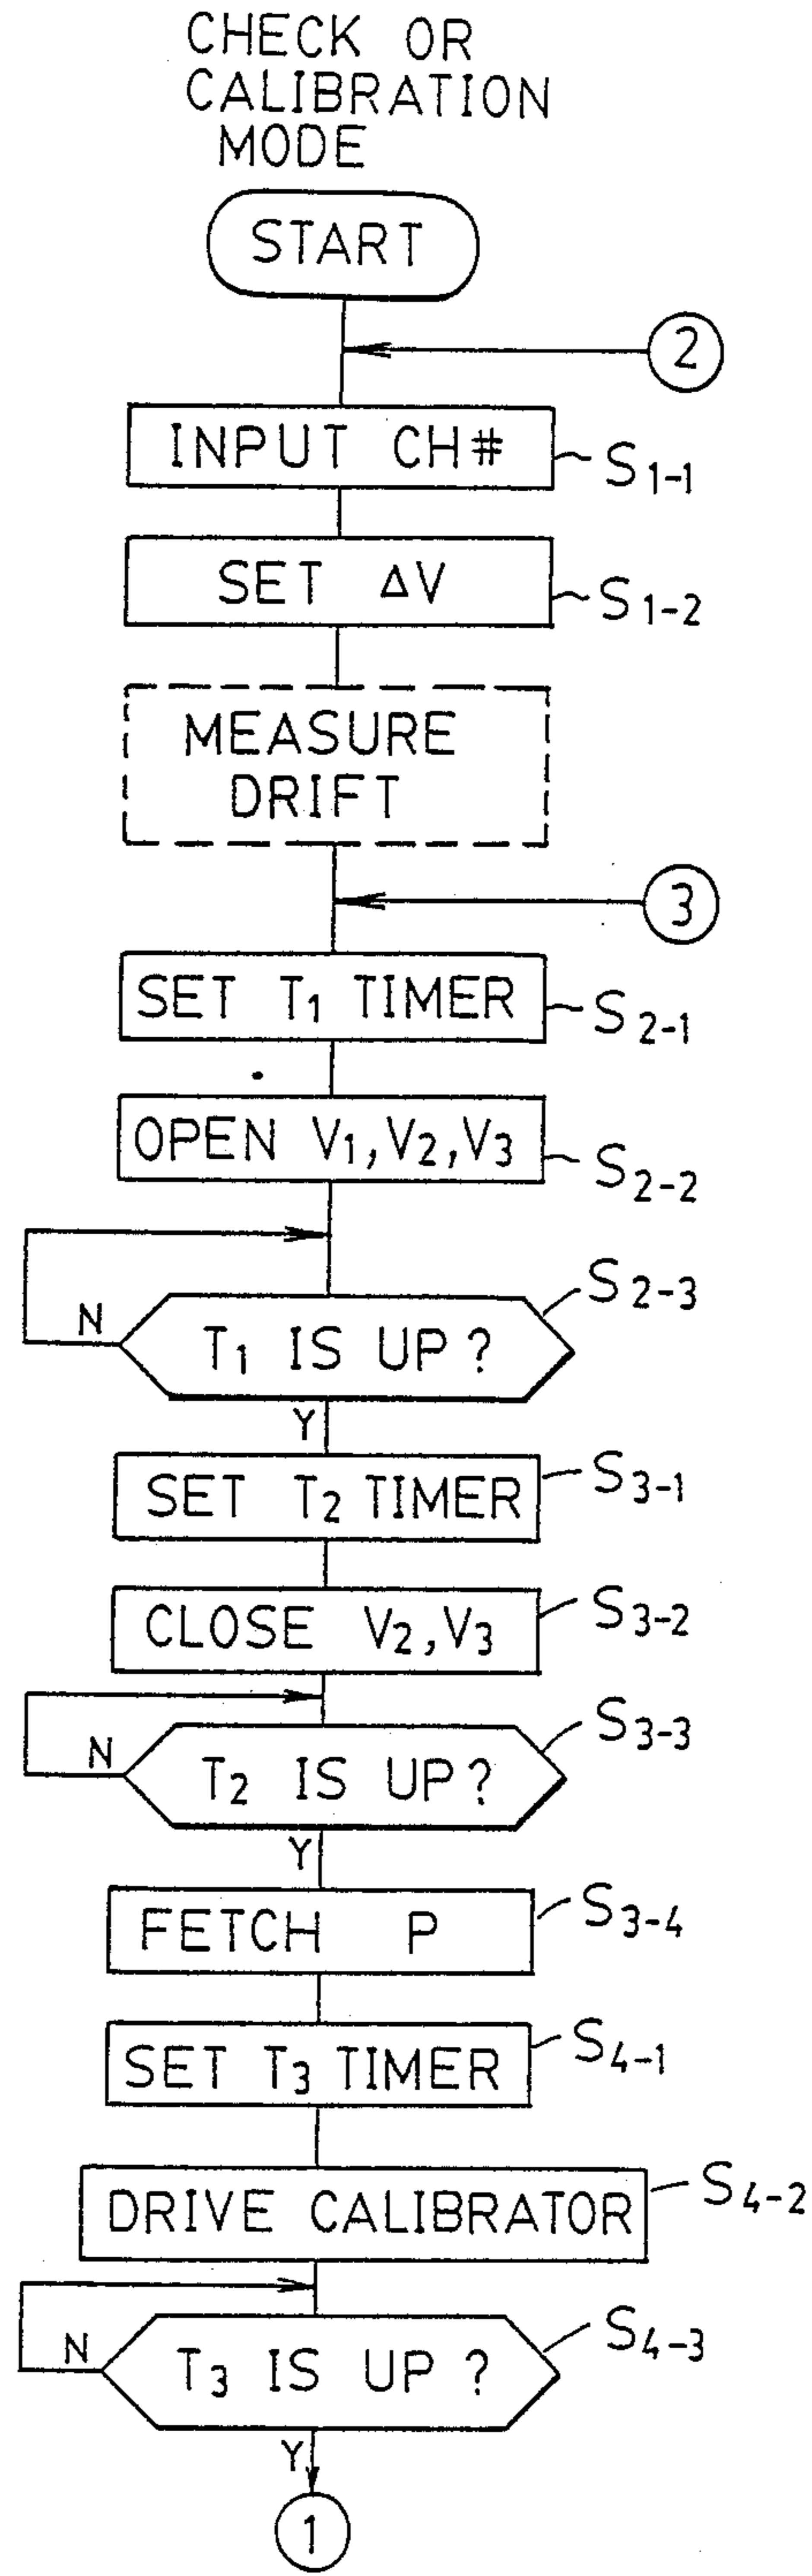 CHECK OR
CALIBRATION
MODE
START
2
INPUT CH#
S1-1
SET ΔV
S1-2
MEASURE
DRIFT
3
SET T1 TIMER
S2-1
OPEN V1, V2, V3
S2-2
S2-3
N
T1 IS UP?
Y
SET T2 TIMER
S3-1
CLOSE V2, V3
S3-2
S3-3
N
T2 IS UP?
Y
FETCH P
S3-4
SET T3 TIMER
S4-1
DRIVE CALIBRATOR
S4-2
S4-3
N
T3 IS UP?
Y
1